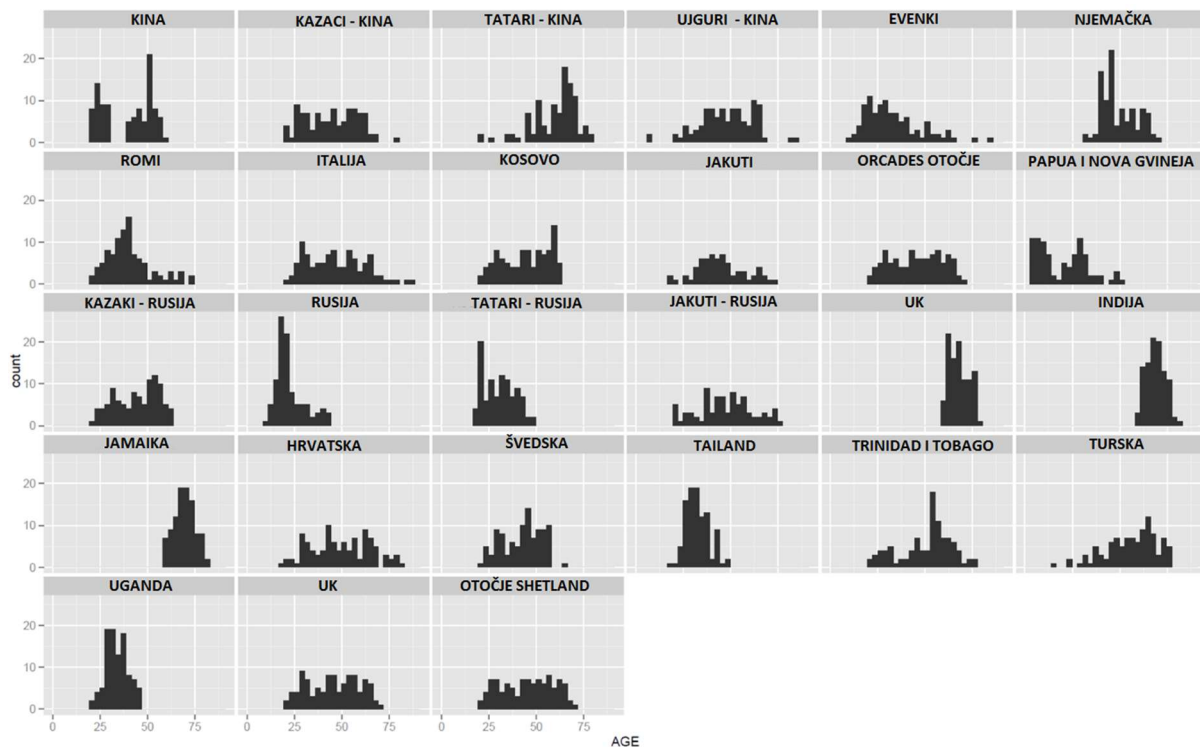 KINA KAZACI - KINA TATARI - KINA UJGURI - KINA EVENKI NJEMAČKA
20
10
0
ROMI ITALIJA KOSOVO JAKUTI ORCADES OTOČJE PAPUA I NOVA GVINEJA
20
10
0
KAZAKI - RUSIJA RUSIJA TATARI - RUSIJA JAKUTI - RUSIJA UK INDIJA
20
10
0
count
JAMAIKA HRVATSKA ŠVEDSKA TAILAND TRINIDAD I TOBAGO TURSKA
20
10
0
UGANDA UK OTOČJE SHETLAND
20
10
0
0 25 50 75 0 25 50 75 0 25 50 75
AGE